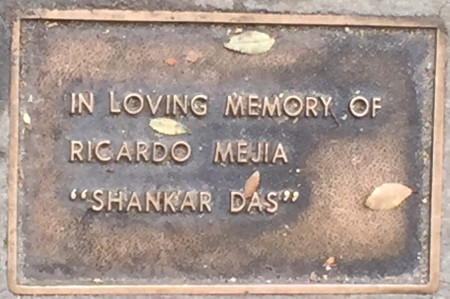 IN LOVING MEMORY OF
RICARDO MEJIA
“SHANKAR DAS”